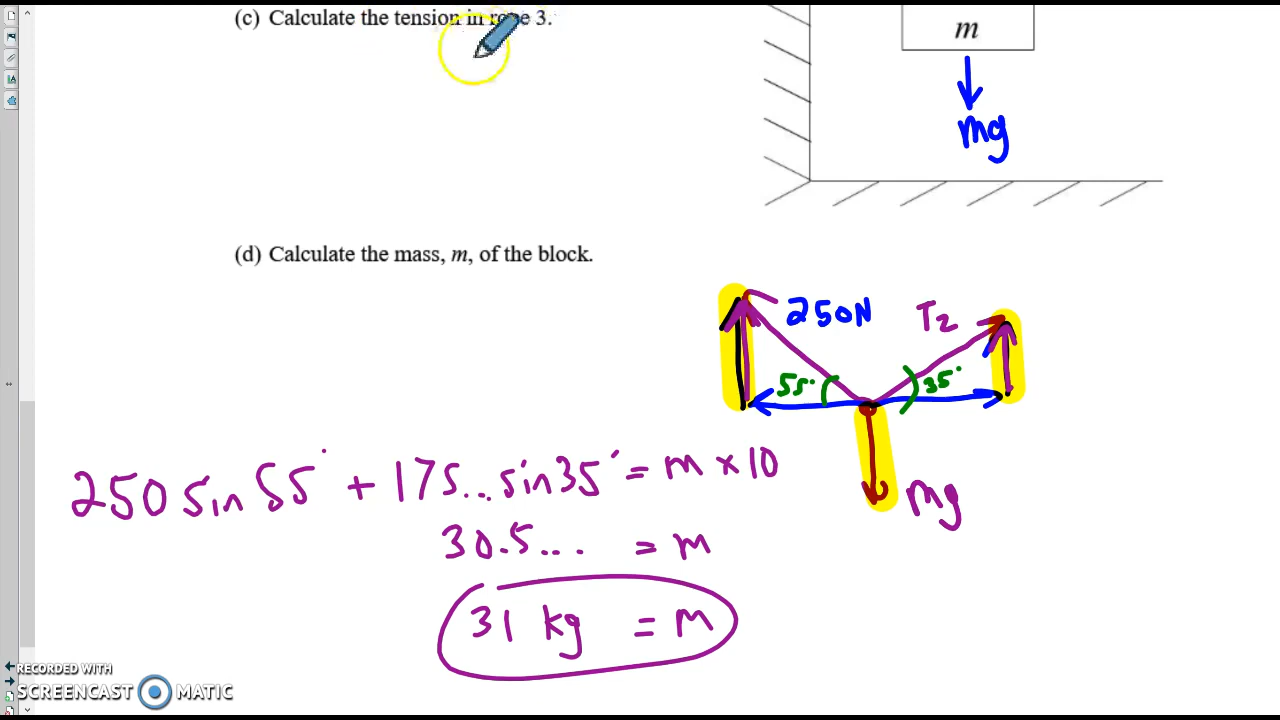 (c) Calculate the tension in rope 3.
m
mg
(d) Calculate the mass, m, of the block.
250N
T2
55°
35°
mg
250 sin 55° + 175... sin 35° = m × 10
30.5... = m
31 kg = m
RECORDED WITH
SCREENCAST MATIC